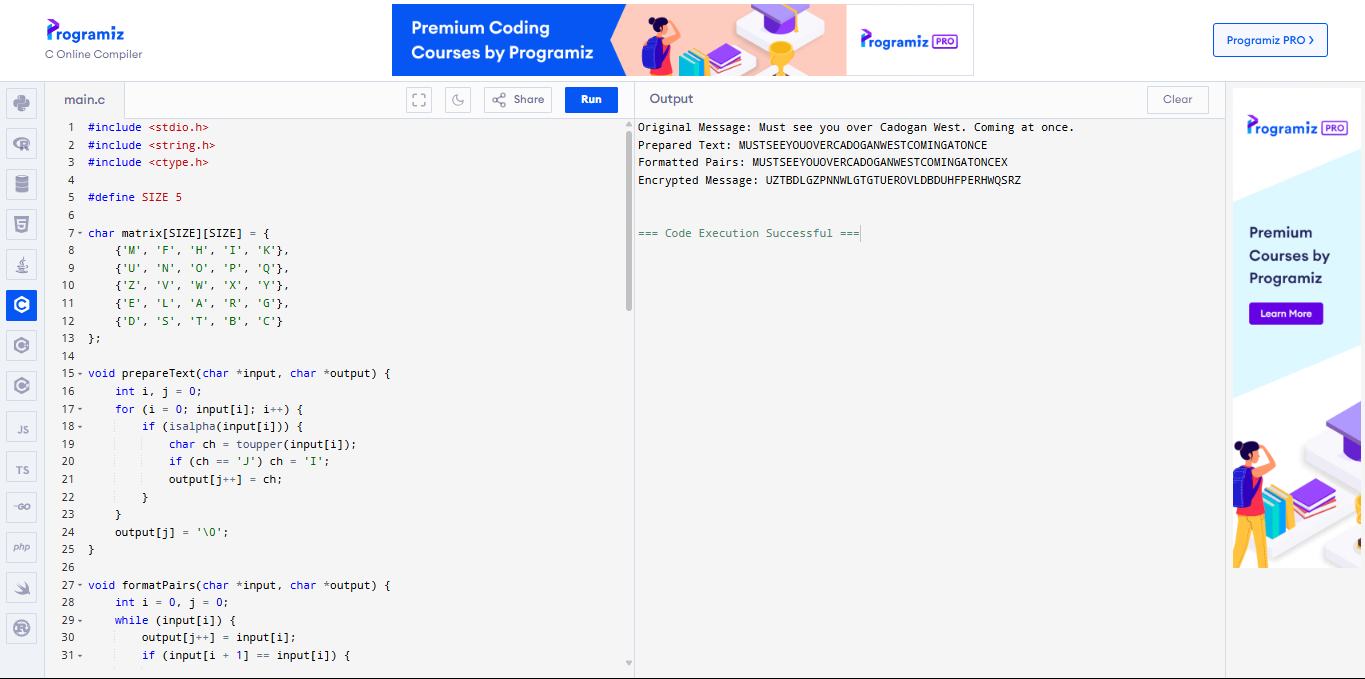 Programiz
C Online Compiler
Premium Coding
Courses by Programiz
Programiz PRO
Programiz PRO >
main.c
Share
Run
Output
Clear
1 #include <stdio.h>
2 #include <string.h>
3 #include <ctype.h>
4
5 #define SIZE 5
6
7 char matrix[SIZE][SIZE] = {
8     {'M', 'F', 'H', 'I', 'K'},
9     {'U', 'N', 'O', 'P', 'Q'},
10     {'Z', 'V', 'W', 'X', 'Y'},
11     {'E', 'L', 'A', 'R', 'G'},
12     {'D', 'S', 'T', 'B', 'C'}
13 };
14
15 void prepareText(char *input, char *output) {
16     int i, j = 0;
17     for (i = 0; input[i]; i++) {
18         if (isalpha(input[i])) {
19             char ch = toupper(input[i]);
20             if (ch == 'J') ch = 'I';
21             output[j++] = ch;
22         }
23     }
24     output[j] = '\0';
25 }
26
27 void formatPairs(char *input, char *output) {
28     int i = 0, j = 0;
29     while (input[i]) {
30         output[j++] = input[i];
31         if (input[i + 1] == input[i]) {
Original Message: Must see you over Cadogan West. Coming at once.
Prepared Text: MUSTSEEYOUOVERCADOGANWESTCOMINGATONCE
Formatted Pairs: MUSTSEEYOUOVERCADOGANWESTCOMINGATONCEX
Encrypted Message: UZTBDLGZPNNWLGTGTUEROVLDBDUHFPERHWQSRZ
=== Code Execution Successful ===
JS
TS
GO
php
Programiz PRO
Premium
Courses by
Programiz
Learn More